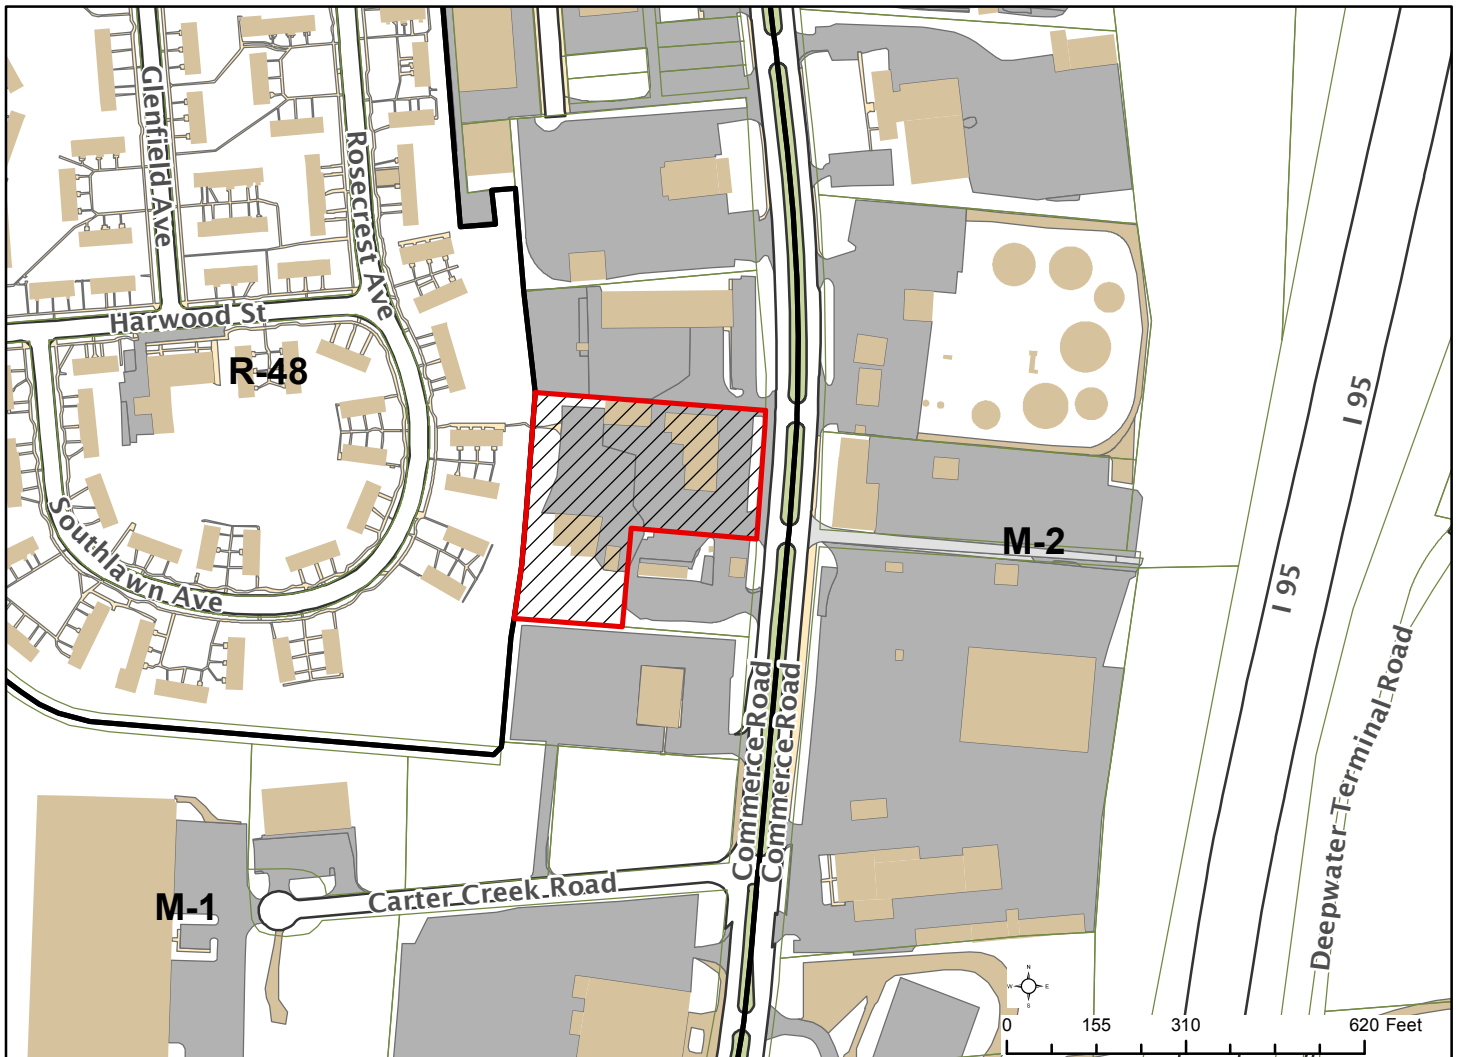 Glenfield Ave
Rosecrest Ave
Harwood St
R-48
I 95
Southlawn Ave
M-2
I 95
Deepwater Terminal Road
Commerce Road
Commerce Road
Carter Creek Road
M-1
N
W
E
S
0
155
310
620 Feet